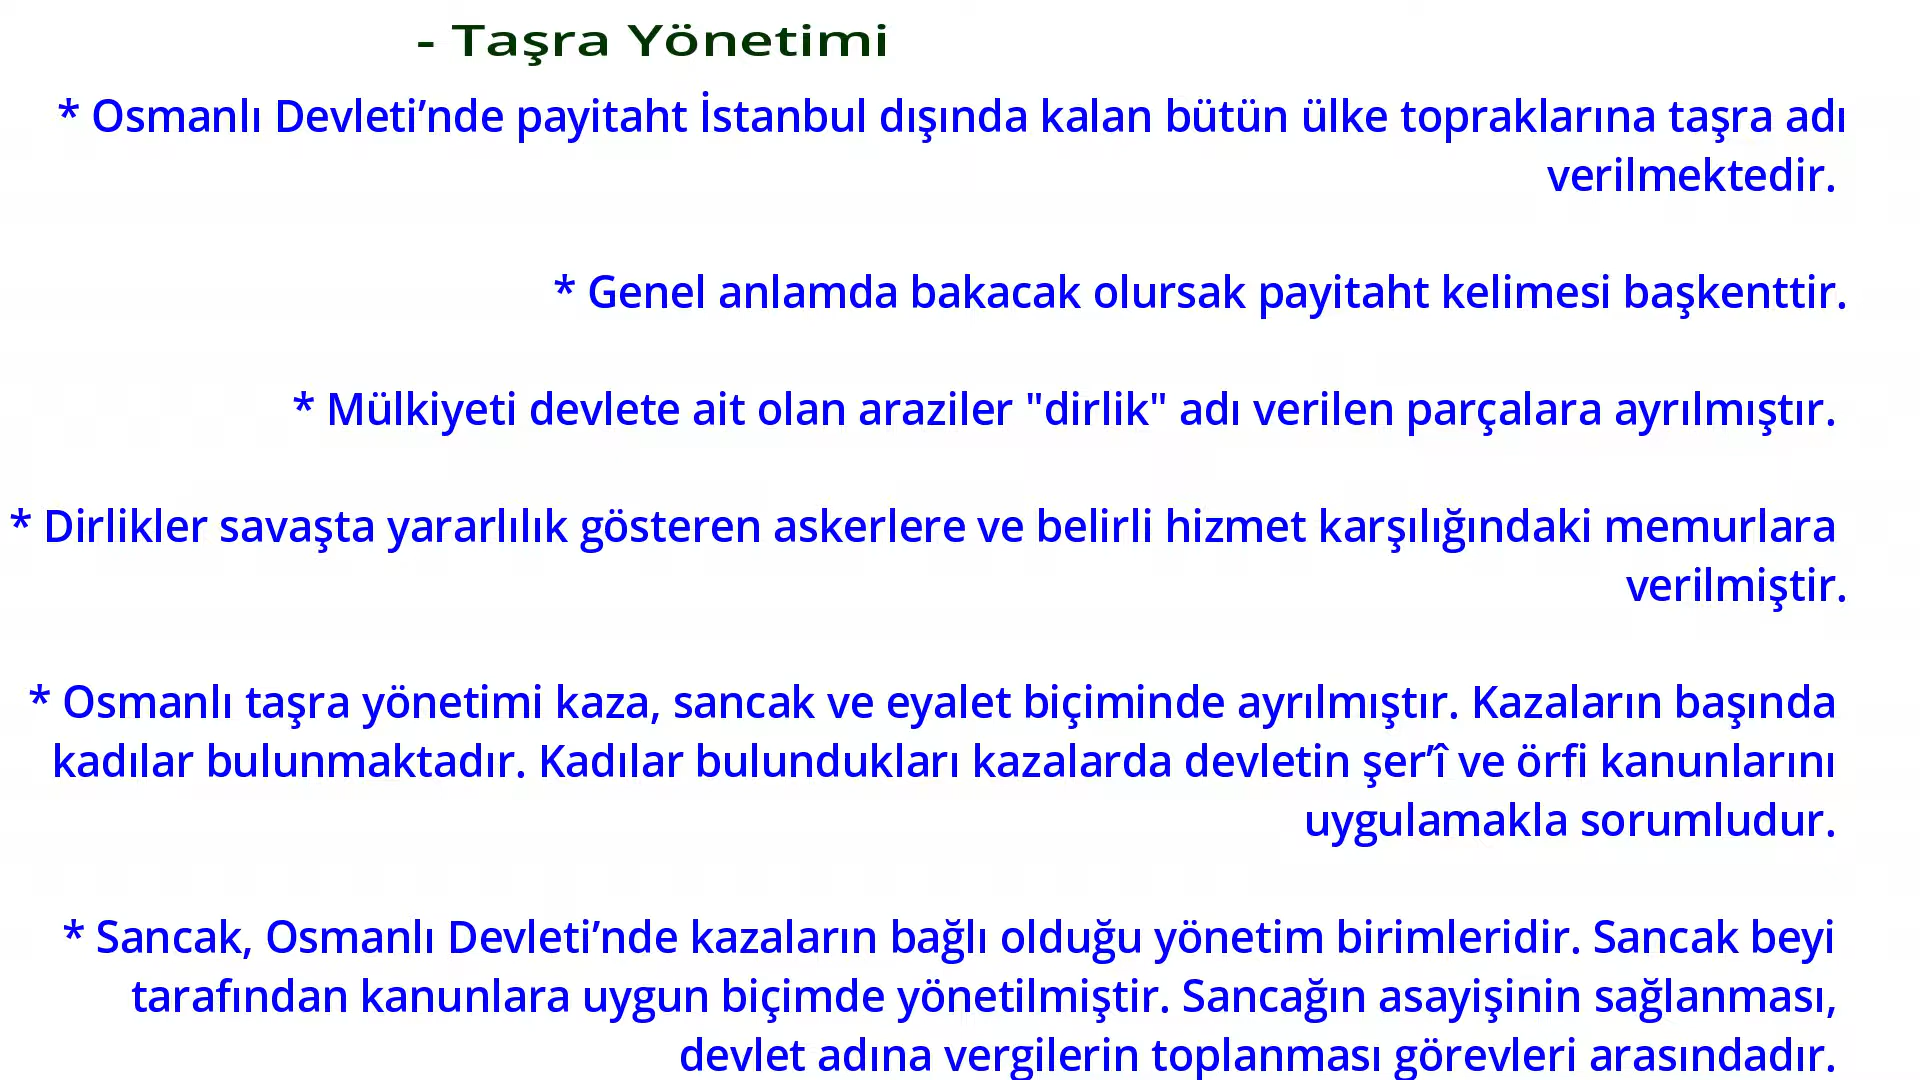 - Taşra Yönetimi
* Osmanlı Devleti’nde payitaht İstanbul dışında kalan bütün ülke topraklarına taşra adı
verilmektedir.
* Genel anlamda bakacak olursak payitaht kelimesi başkenttir.
* Mülkiyeti devlete ait olan araziler "dirlik" adı verilen parçalara ayrılmıştır.
* Dirlikler savaşta yararlılık gösteren askerlere ve belirli hizmet karşılığındaki memurlara
verilmiştir.
* Osmanlı taşra yönetimi kaza, sancak ve eyalet biçiminde ayrılmıştır. Kazaların başında
kadılar bulunmaktadır. Kadılar bulundukları kazalarda devletin şer’î ve örfi kanunlarını
uygulamakla sorumludur.
* Sancak, Osmanlı Devleti’nde kazaların bağlı olduğu yönetim birimleridir. Sancak beyi
tarafından kanunlara uygun biçimde yönetilmiştir. Sancağın asayişinin sağlanması,
devlet adına vergilerin toplanması görevleri arasındadır.